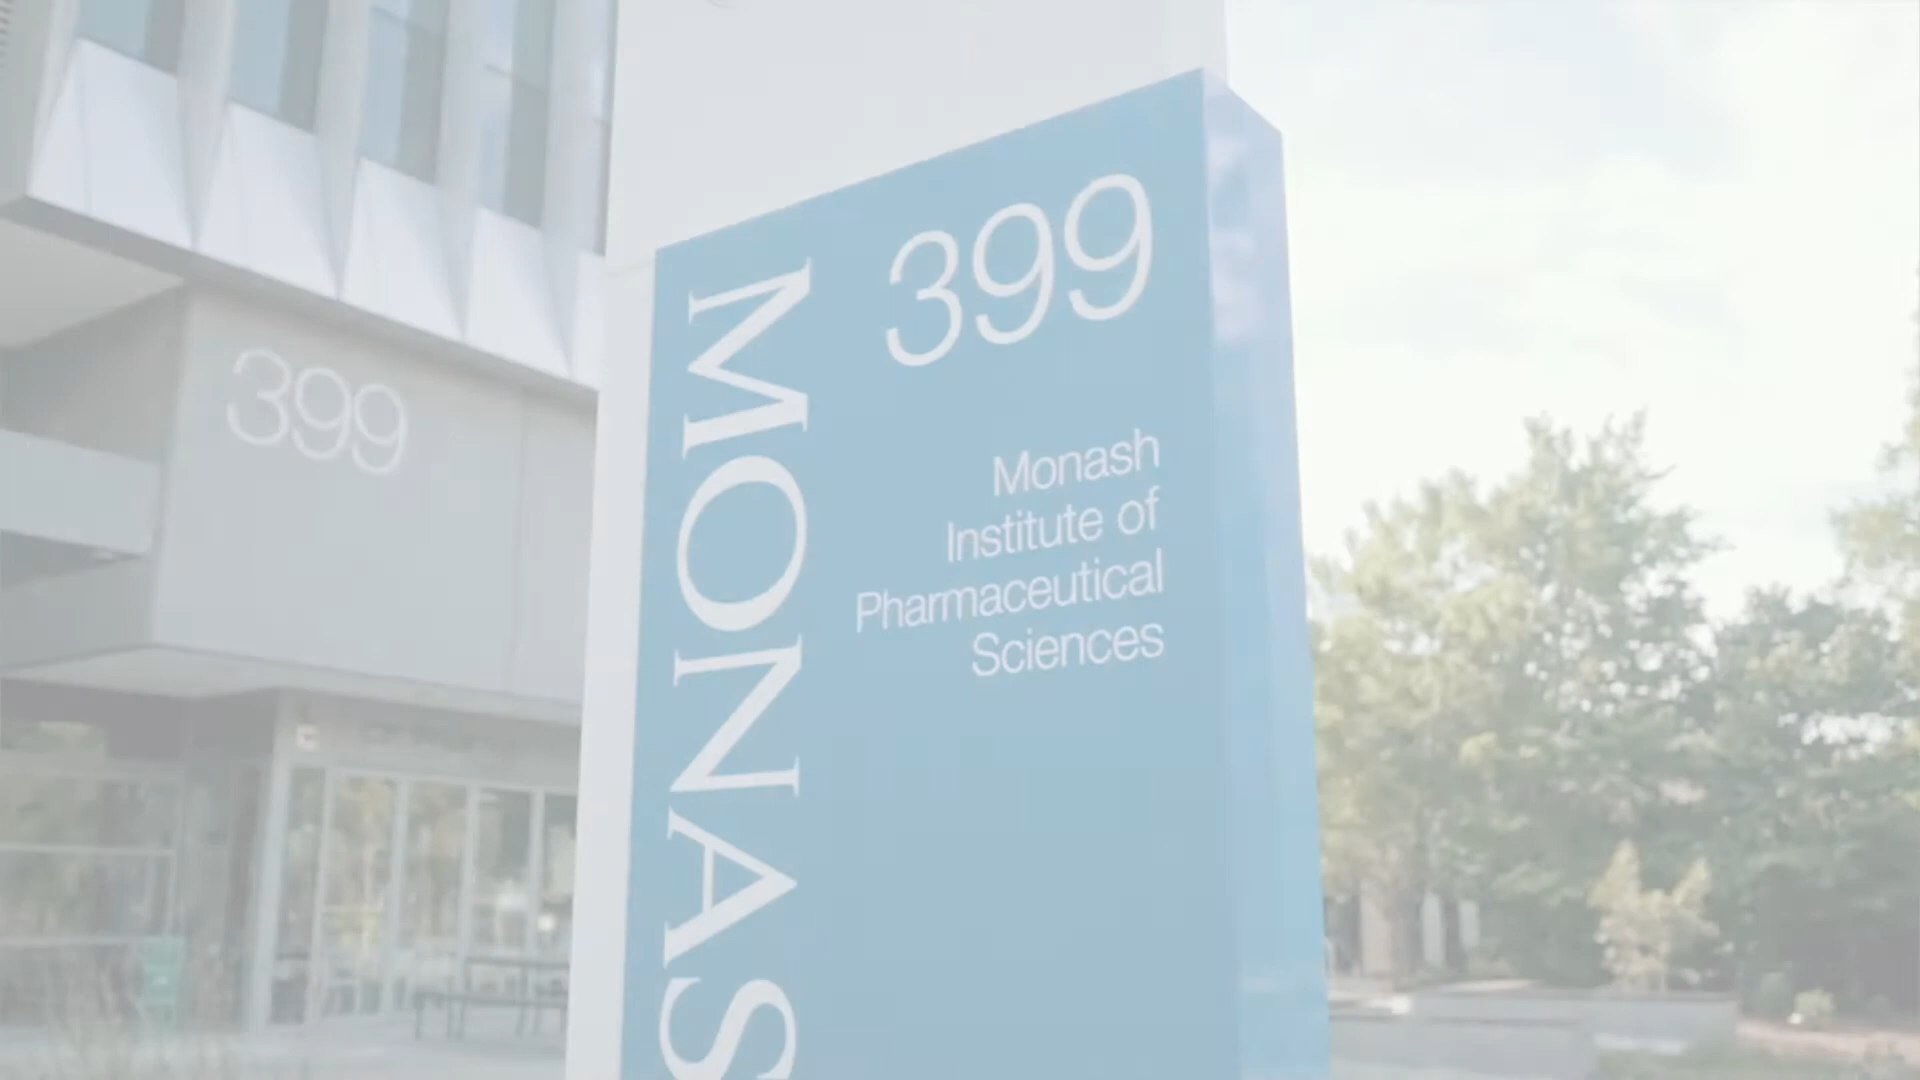 399
MONAS
399
Monash
Institute of
Pharmaceutical
Sciences